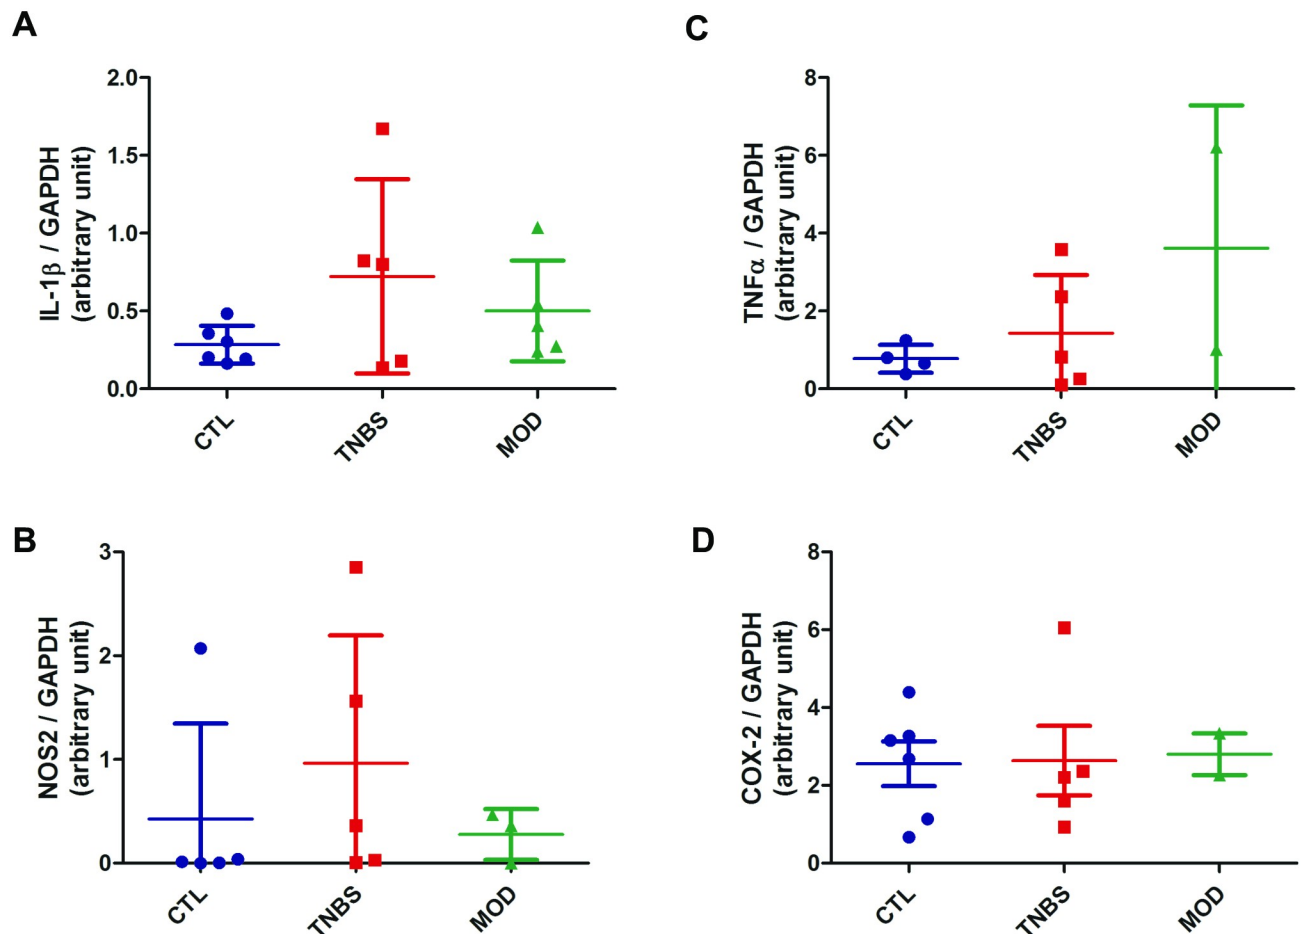 A
IL-1β / GAPDH
(arbitrary unit)
2.0
1.5
1.0
0.5
0.0
CTL
TNBS
MOD
C
TNFα / GAPDH
(arbitrary unit)
8
6
4
2
0
CTL
TNBS
MOD
B
NOS2 / GAPDH
(arbitrary unit)
3
2
1
0
CTL
TNBS
MOD
D
COX-2 / GAPDH
(arbitrary unit)
8
6
4
2
0
CTL
TNBS
MOD